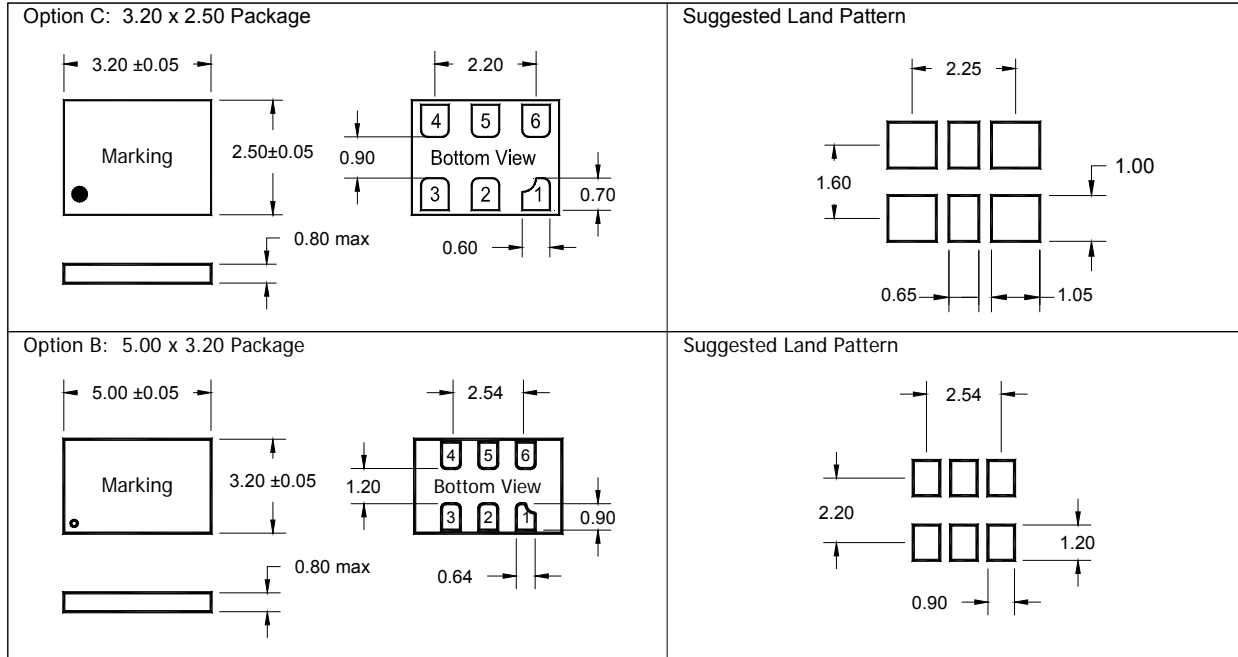 Option C: 3.20 x 2.50 Package
3.20 ±0.05
Marking
2.50±0.05
0.80 max
2.20
4 5 6
0.90
Bottom View
3 2 1
0.70
0.60
Suggested Land Pattern
2.25
1.60
1.00
0.65
1.05
Option B: 5.00 x 3.20 Package
5.00 ±0.05
Marking
3.20 ±0.05
0.80 max
2.54
4 5 6
1.20
Bottom View
3 2 1
0.90
0.64
Suggested Land Pattern
2.54
2.20
1.20
0.90